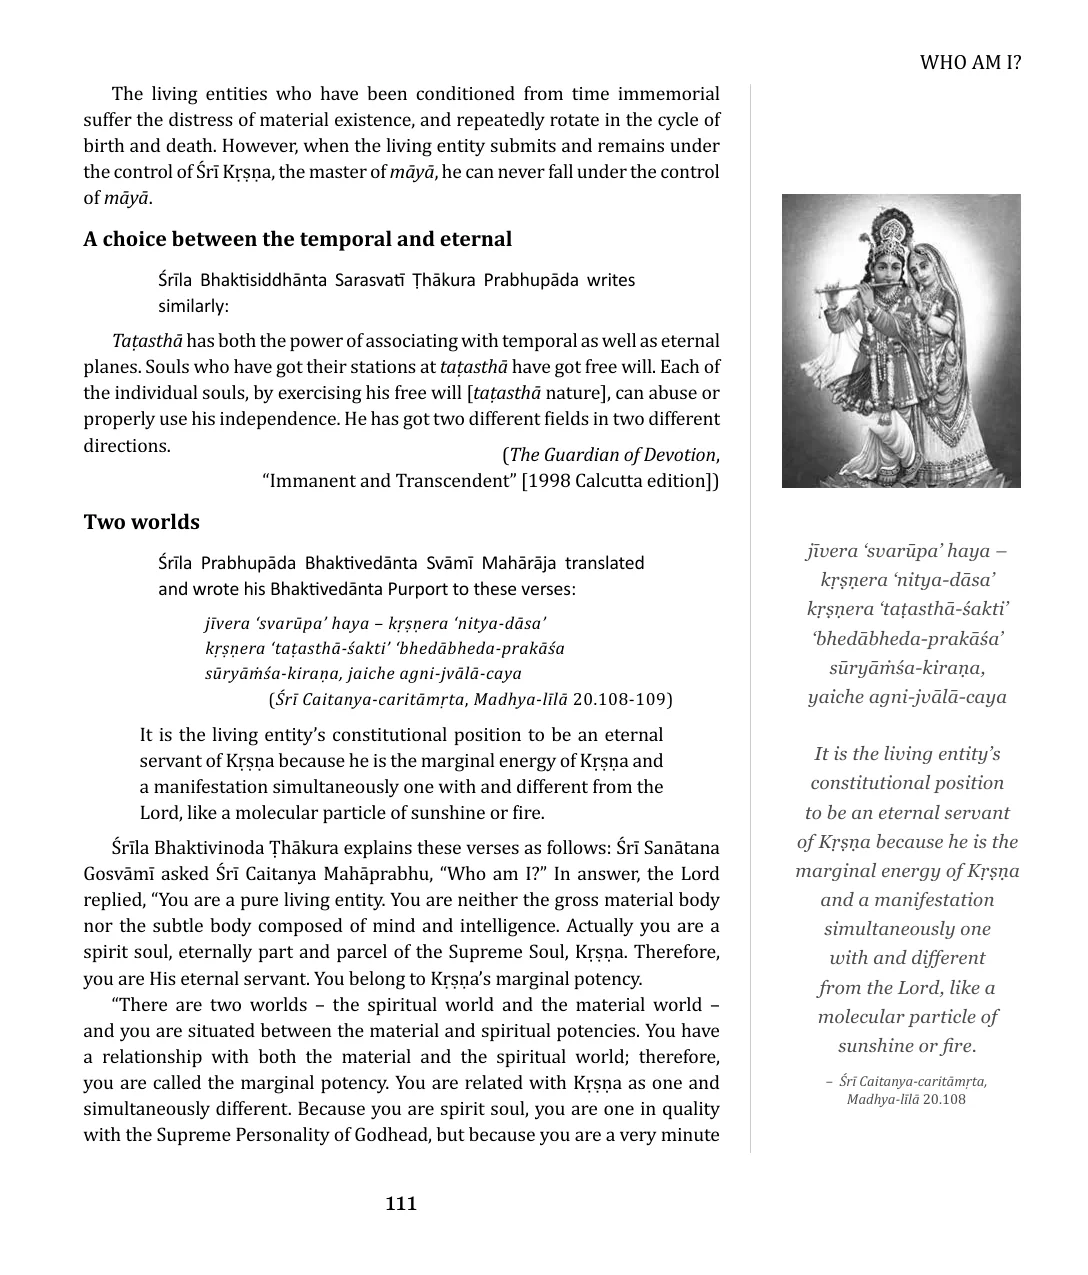 WHO AM I?
The living entities who have been conditioned from time immemorial
suffer the distress of material existence, and repeatedly rotate in the cycle of
birth and death. However, when the living entity submits and remains under
the control of Śrī Kṛṣṇa, the master of māyā, he can never fall under the control
of māyā.
A choice between the temporal and eternal
Śrīla Bhaktisiddhānta Sarasvatī Ṭhākura Prabhupāda writes
similarly:
Taṭasthā has both the power of associating with temporal as well as eternal
planes. Souls who have got their stations at taṭasthā have got free will. Each of
the individual souls, by exercising his free will [taṭasthā nature], can abuse or
properly use his independence. He has got two different fields in two different
directions.
(The Guardian of Devotion,
“Immanent and Transcendent” [1998 Calcutta edition])
Two worlds
Śrīla Prabhupāda Bhaktivedānta Svāmī Mahārāja translated
and wrote his Bhaktivedānta Purport to these verses:
jīvera ‘svarūpa’ haya – kṛṣṇera ‘nitya-dāsa’
kṛṣṇera ‘taṭasthā-śakti’ ‘bhedābheda-prakāśa
sūryāṁśa-kiraṇa, jaiche agni-jvālā-caya
(Śrī Caitanya-caritāmṛta, Madhya-līlā 20.108-109)
It is the living entity’s constitutional position to be an eternal
servant of Kṛṣṇa because he is the marginal energy of Kṛṣṇa and
a manifestation simultaneously one with and different from the
Lord, like a molecular particle of sunshine or fire.
Śrīla Bhaktivinoda Ṭhākura explains these verses as follows: Śrī Sanātana
Gosvāmī asked Śrī Caitanya Mahāprabhu, “Who am I?” In answer, the Lord
replied, “You are a pure living entity. You are neither the gross material body
nor the subtle body composed of mind and intelligence. Actually you are a
spirit soul, eternally part and parcel of the Supreme Soul, Kṛṣṇa. Therefore,
you are His eternal servant. You belong to Kṛṣṇa’s marginal potency.
“There are two worlds – the spiritual world and the material world –
and you are situated between the material and spiritual potencies. You have
a relationship with both the material and the spiritual world; therefore,
you are called the marginal potency. You are related with Kṛṣṇa as one and
simultaneously different. Because you are spirit soul, you are one in quality
with the Supreme Personality of Godhead, but because you are a very minute
jīvera ‘svarūpa’ haya –
kṛṣṇera ‘nitya-dāsa’
kṛṣṇera ‘taṭasthā-śakti’
‘bhedābheda-prakāśa’
sūryāṁśa-kiraṇa,
yaiche agni-jvālā-caya
It is the living entity’s
constitutional position
to be an eternal servant
of Kṛṣṇa because he is the
marginal energy of Kṛṣṇa
and a manifestation
simultaneously one
with and different
from the Lord, like a
molecular particle of
sunshine or fire.
– Śrī Caitanya-caritāmṛta,
Madhya-līlā 20.108
111